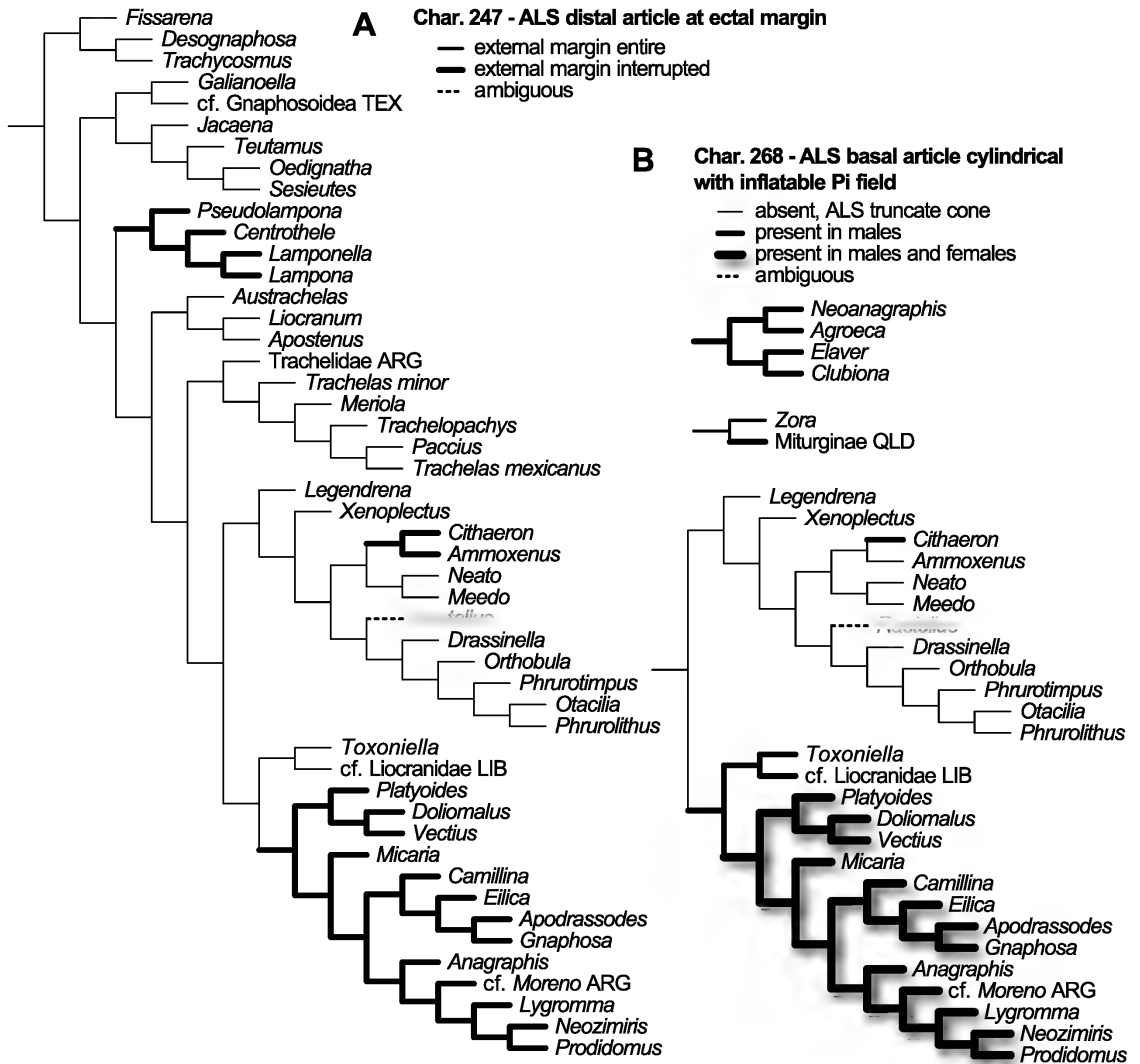 Fissarena
Desognaphosa
Trachycosmus
Galianoella
cf. Gnaphosoidea TEX
Jacaena
Teutamus
Oedignatha
Sesieutes
Pseudolampona
Centrothele
Lamponella
Lampona
Austrachelas
Liocranum
Apostenus
Trachelidae ARG
Trachelas minor
Meriola
Trachelopachys
Paccius
Trachelas mexicanus
Legendrena
Xenoplectus
Cithaeron
Ammoxenus
Neato
Meedo
Drassinella
Orthobula
Phrurotimpus
Otacilia
Phrurolithus
Toxoniella
cf. Liocranidae LIB
Platyoides
Doliomalus
Vectius
Micaria
Camillina
Eilica
Apodrassodes
Gnaphosa
Anagraphis
cf. Moreno ARG
Lygromma
Neozimiris
Prodidomus
A Char. 247 - ALS distal article at ectal margin
external margin entire
external margin interrupted
ambiguous
B Char. 268 - ALS basal article cylindrical
with inflatable Pi field
absent, ALS truncate cone
present in males
present in males and females
ambiguous
Neoanagraphis
Agroeca
Elaver
Clubiona
Zora
Miturginae QLD
Legendrena
Xenoplectus
Cithaeron
Ammoxenus
Neato
Meedo
Drassinella
Orthobula
Phrurotimpus
Otacilia
Phrurolithus
Toxoniella
cf. Liocranidae LIB
Platyoides
Doliomalus
Vectius
Micaria
Camillina
Eilica
Apodrassodes
Gnaphosa
Anagraphis
cf. Moreno ARG
Lygromma
Neozimiris
Prodidomus